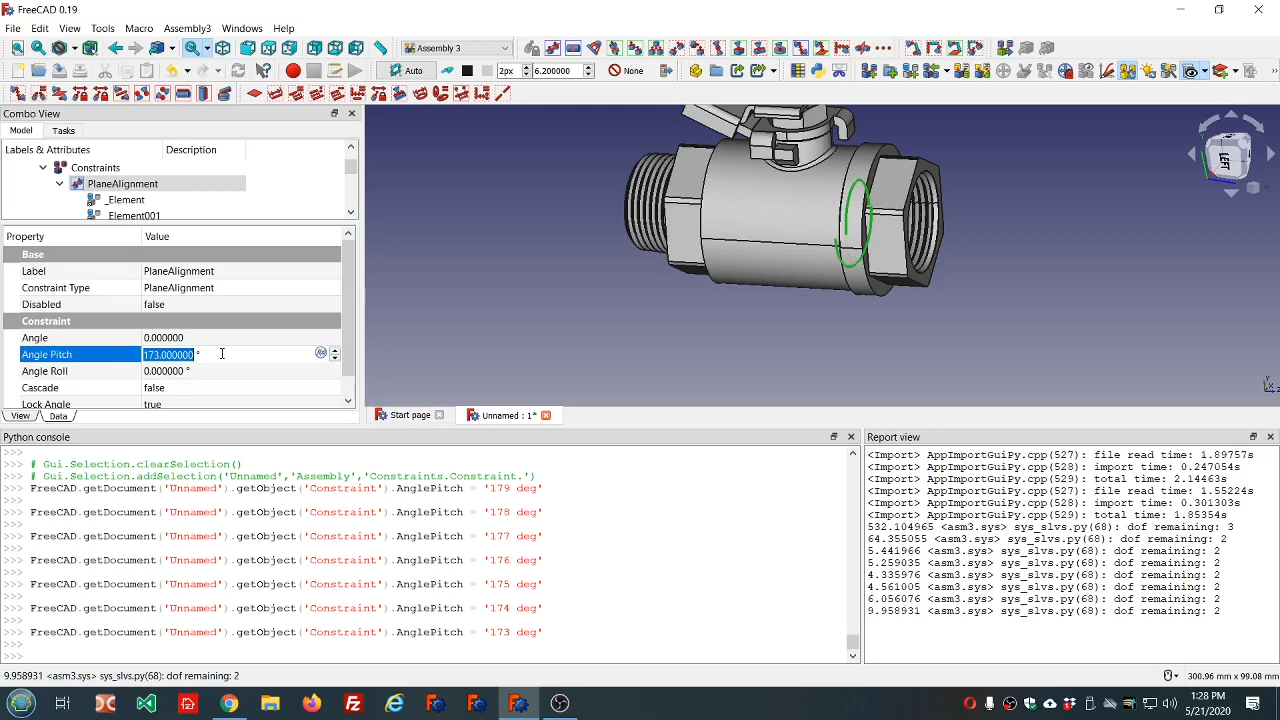 FreeCAD 0.19
File Edit View Tools Macro Assembly3 Windows Help
Assembly 3
Auto 2px 6.200000 None
Combo View
Model Tasks
Labels & Attributes Description
Constraints
PlaneAlignment
_Element
_Element001
Property Value
Base
Label PlaneAlignment
Constraint Type PlaneAlignment
Disabled false
Constraint
Angle 0.000000
Angle Pitch 173.000000 °
Angle Roll 0.000000 °
Cascade false
Lock Angle true
View Data
LEFT
Start page Unnamed : 1*
Python console
>>>
>>> # Gui.Selection.clearSelection()
>>> # Gui.Selection.addSelection('Unnamed','Assembly','Constraints.Constraint.')
>>> FreeCAD.getDocument('Unnamed').getObject('Constraint').AnglePitch = '179 deg'
>>>
>>> FreeCAD.getDocument('Unnamed').getObject('Constraint').AnglePitch = '178 deg'
>>>
>>> FreeCAD.getDocument('Unnamed').getObject('Constraint').AnglePitch = '177 deg'
>>>
>>> FreeCAD.getDocument('Unnamed').getObject('Constraint').AnglePitch = '176 deg'
>>>
>>> FreeCAD.getDocument('Unnamed').getObject('Constraint').AnglePitch = '175 deg'
>>>
>>> FreeCAD.getDocument('Unnamed').getObject('Constraint').AnglePitch = '174 deg'
>>>
>>> FreeCAD.getDocument('Unnamed').getObject('Constraint').AnglePitch = '173 deg'
>>>
>>>
Report view
<Import> AppImportGuiPy.cpp(527): file read time: 1.89757s
<Import> AppImportGuiPy.cpp(528): import time: 0.247054s
<Import> AppImportGuiPy.cpp(529): total time: 2.14463s
<Import> AppImportGuiPy.cpp(527): file read time: 1.55224s
<Import> AppImportGuiPy.cpp(528): import time: 0.301303s
<Import> AppImportGuiPy.cpp(529): total time: 1.85354s
532.104965 <asm3.sys> sys_slvs.py(68): dof remaining: 3
64.355055 <asm3.sys> sys_slvs.py(68): dof remaining: 2
5.441966 <asm3.sys> sys_slvs.py(68): dof remaining: 2
5.259035 <asm3.sys> sys_slvs.py(68): dof remaining: 2
4.335976 <asm3.sys> sys_slvs.py(68): dof remaining: 2
4.561005 <asm3.sys> sys_slvs.py(68): dof remaining: 2
6.056076 <asm3.sys> sys_slvs.py(68): dof remaining: 2
9.958931 <asm3.sys> sys_slvs.py(68): dof remaining: 2
9.958931 <asm3.sys> sys_slvs.py(68): dof remaining: 2
300.96 mm x 99.08 mm
1:28 PM
5/21/2020